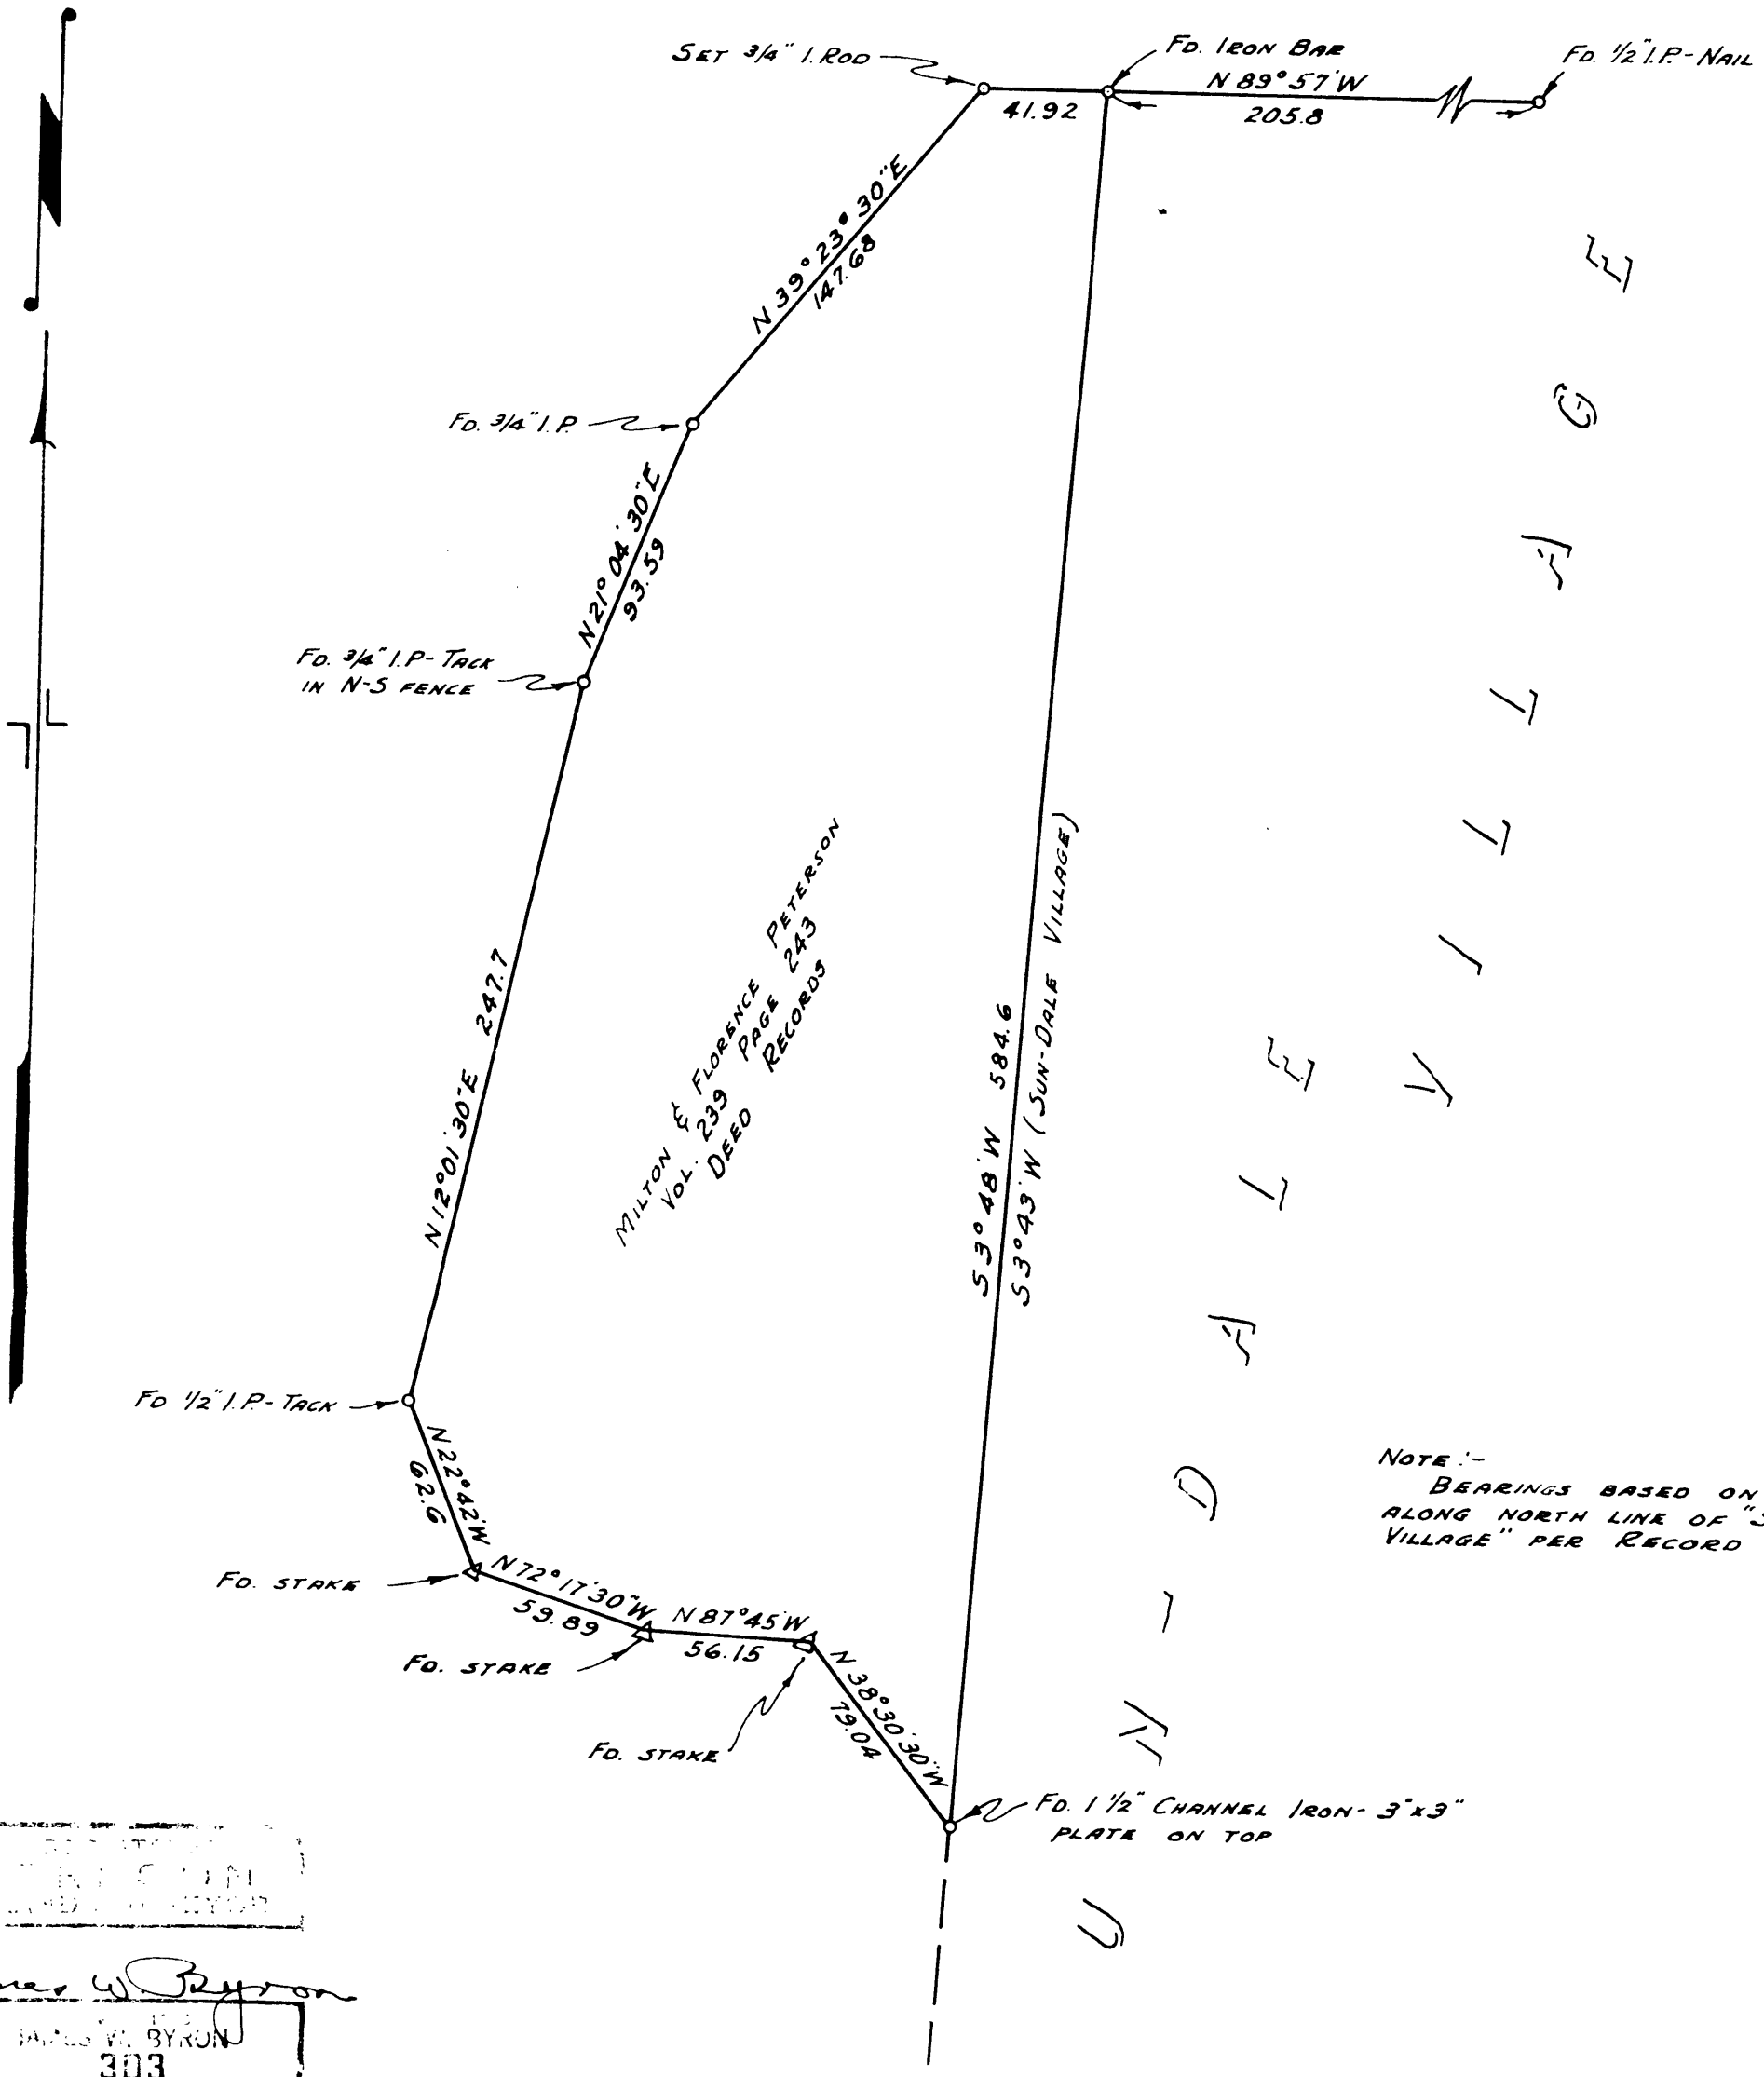 SET 3/4" I. ROD
FD. IRON BAR
FD. 1/2" I.P.-NAIL
N 89° 57' W
41.92
205.8
N 39° 23' 30" E
147.68
FD. 3/4" I.P.
N 21° 04' 30" E
93.59
FD. 3/4" I.P-TACK
IN N-S FENCE
MILTON & FLORENCE PETERSON
VOL. 239 PAGE 243
DEED RECORDS
N 12° 01' 30" E 247.7
S 3° 48' W 584.6
S 3° 43' W (SUN-DALE VILLAGE)
UN-DALE VILLAGE
FD 1/2" I.P-TACK
N 22° 42' W
62.6
NOTE:-
BEARINGS BASED ON
ALONG NORTH LINE OF "S
VILLAGE" PER RECORD
FD. STAKE
N 72° 17' 30" W
59.89
N 87° 45' W
56.15
FD. STAKE
N 38° 30' 30" W
79.04
FD. STAKE
FD. 1 1/2" CHANNEL IRON- 3"x3"
PLATE ON TOP
W. Byron
JAMES W. BYRON
303